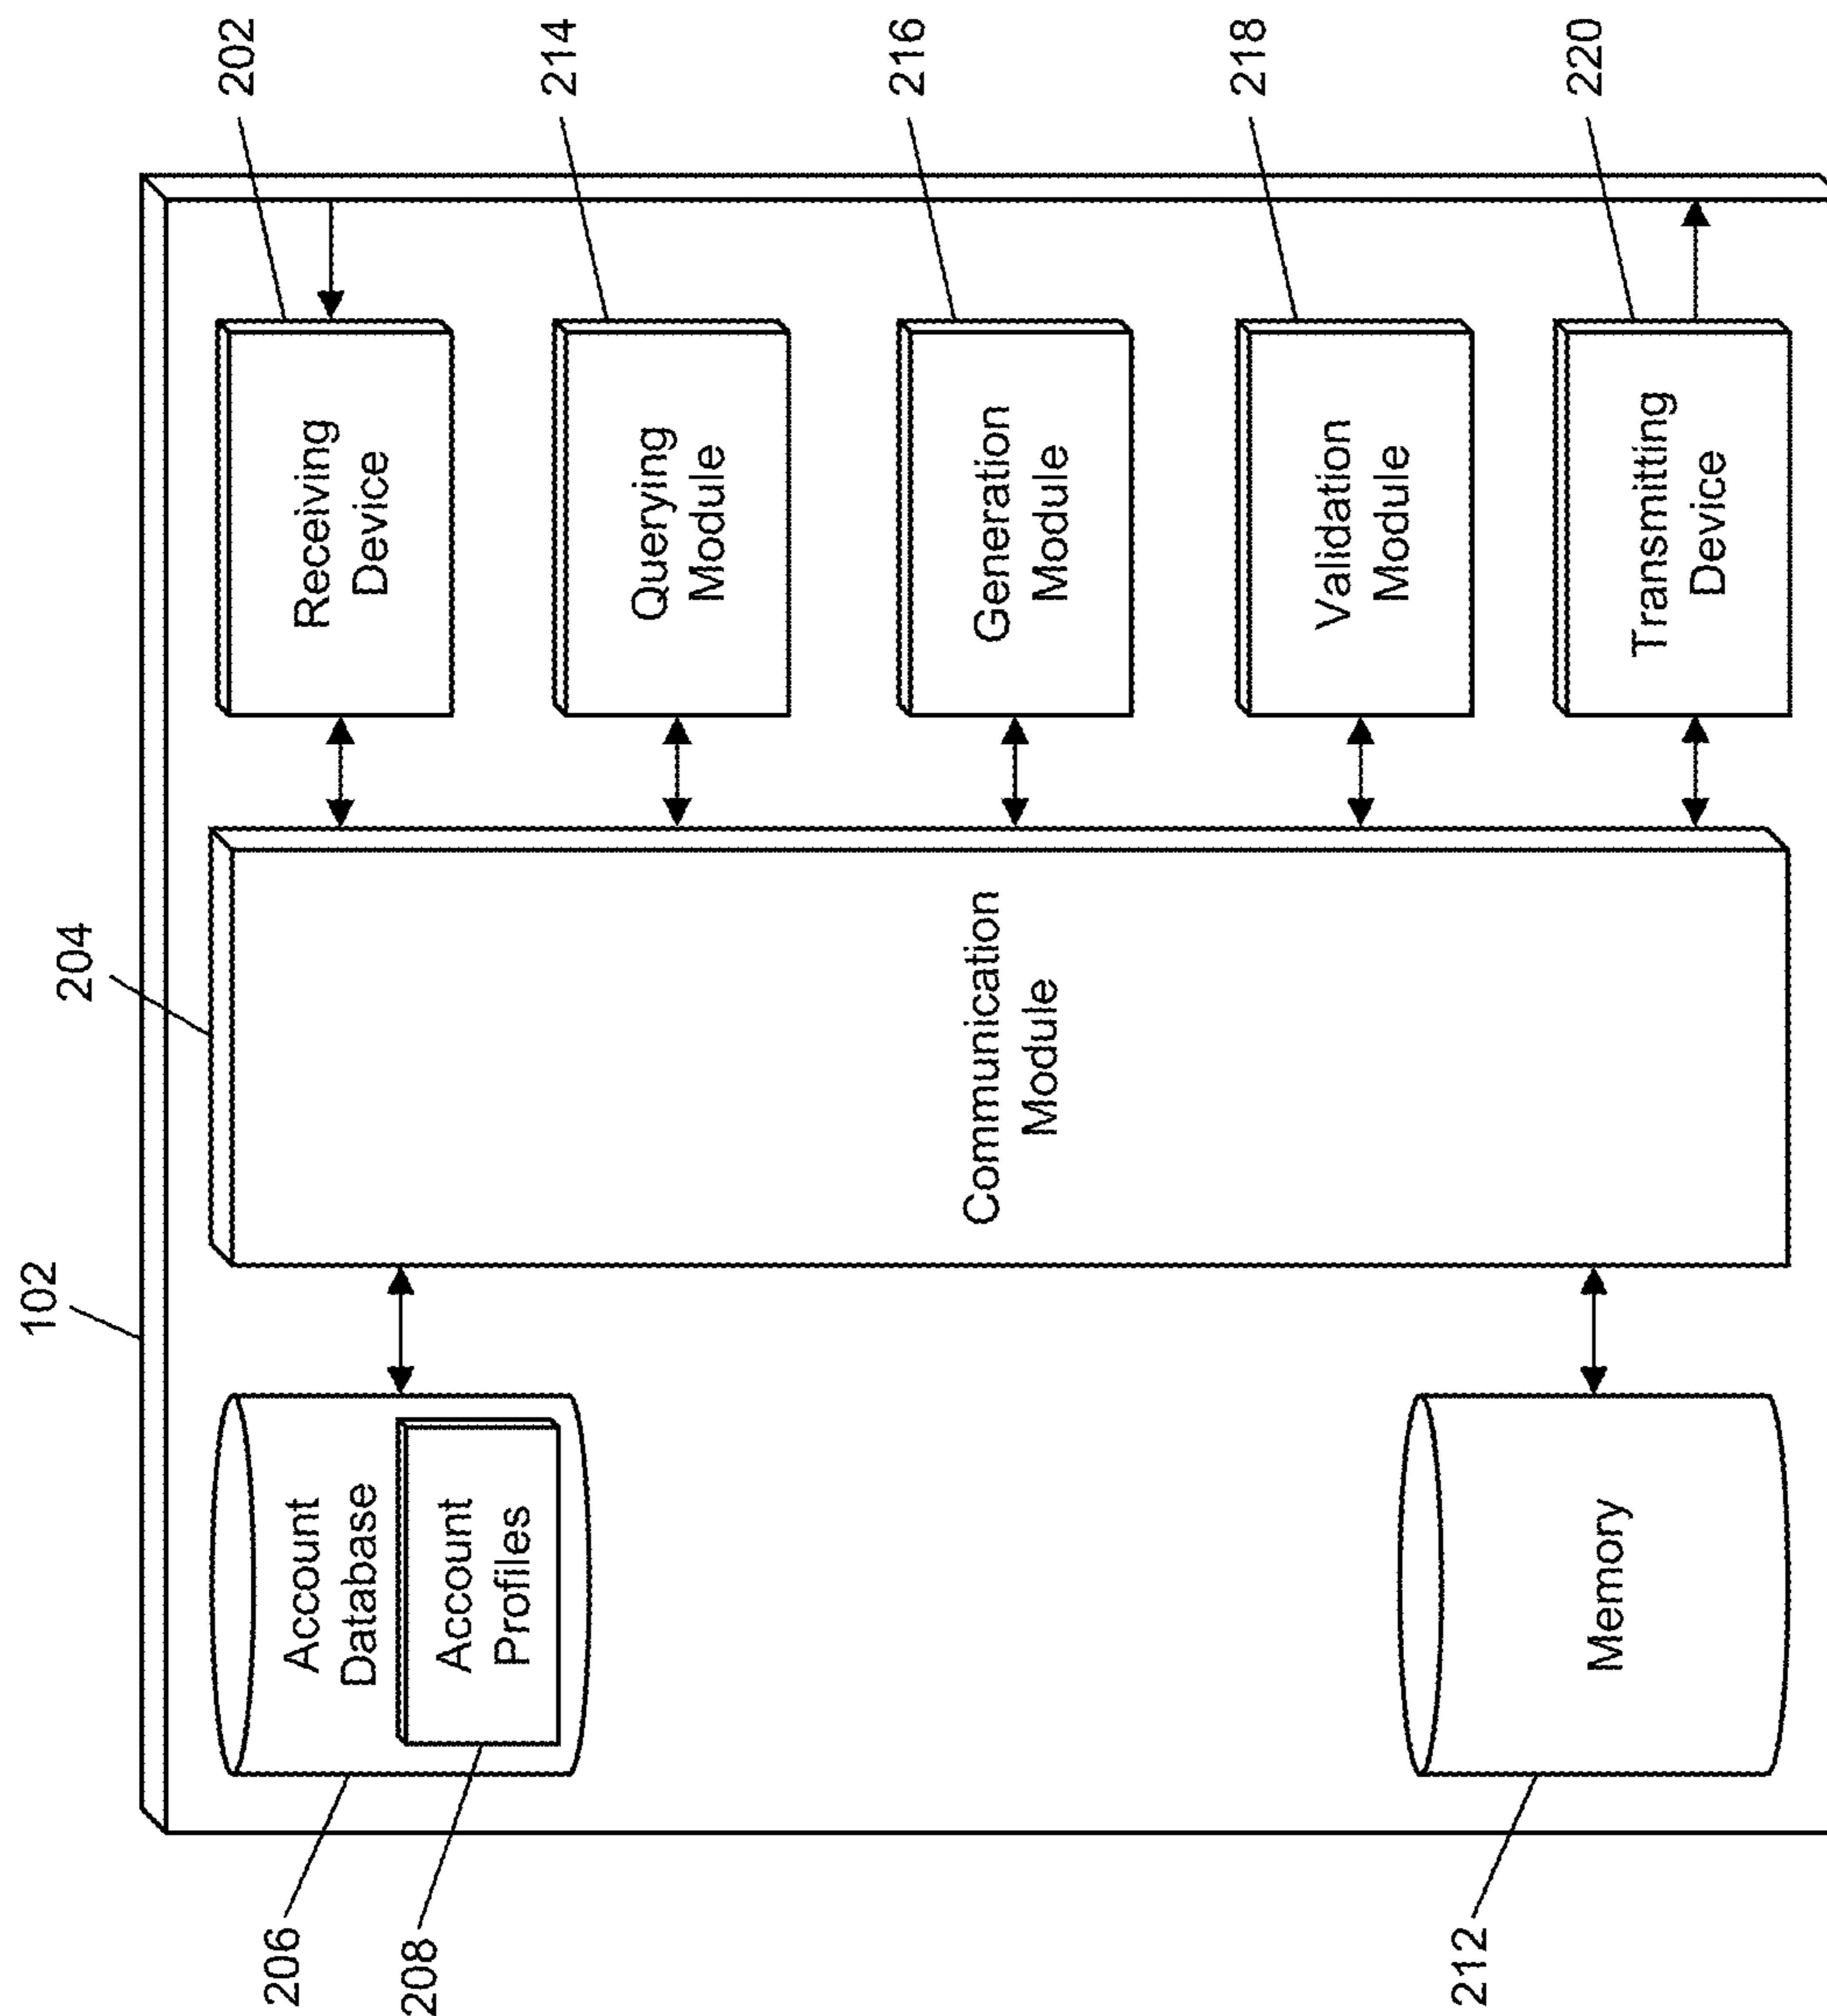 102
204
202
214
216
218
220
206
208
212
Account
Database
Account
Profiles
Memory
Communication
Module
Receiving
Device
Querying
Module
Generation
Module
Validation
Module
Transmitting
Device